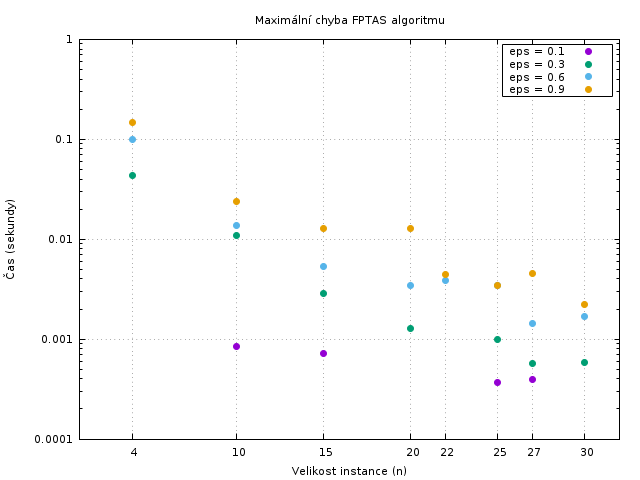 Maximální chyba FPTAS algoritmu
eps = 0.1
eps = 0.3
eps = 0.6
eps = 0.9
Čas (sekundy)
1
0.1
0.01
0.001
0.0001
4 10 15 20 22 25 27 30
Velikost instance (n)